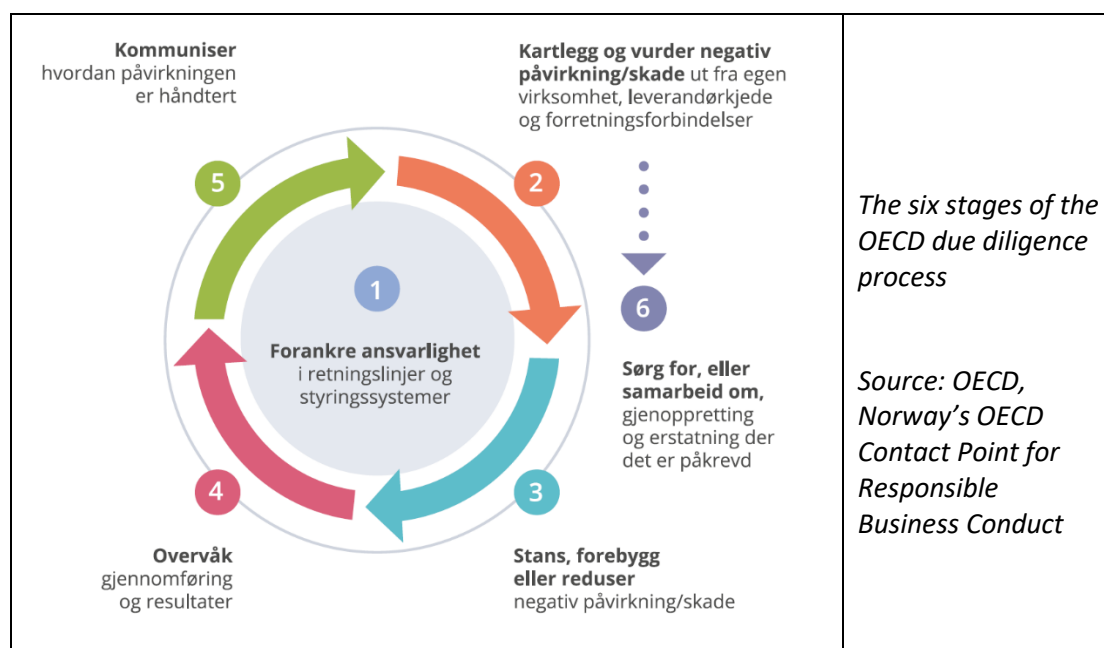 Kommuniser
hvordan påvirkningen
er håndtert
5
Kartlegg og vurder negativ
påvirkning/skade ut fra egen
virksomhet, leverandørkjede
og forretningsforbindelser
2
1
Forankre ansvarlighet
i retningslinjer og
styringssystemer
6
Sørg for, eller
samarbeid om,
gjenoppretting
og erstatning der
det er påkrevd
4
Overvåk
gjennomføring
og resultater
3
Stans, forebygg
eller reduser
negativ påvirkning/skade
The six stages of the
OECD due diligence
process
Source: OECD,
Norway’s OECD
Contact Point for
Responsible
Business Conduct